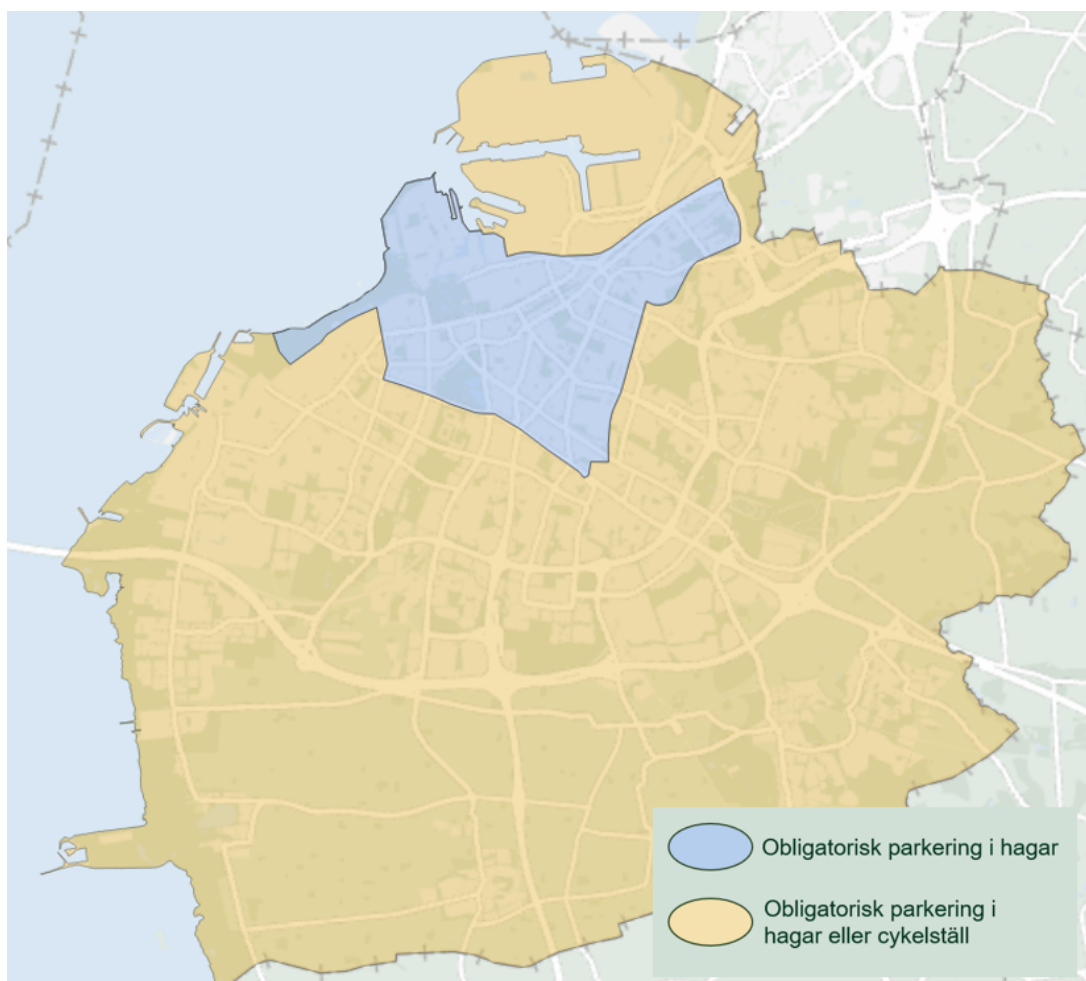 Obligatorisk parkering i hagar
Obligatorisk parkering i
hagar eller cykelställ